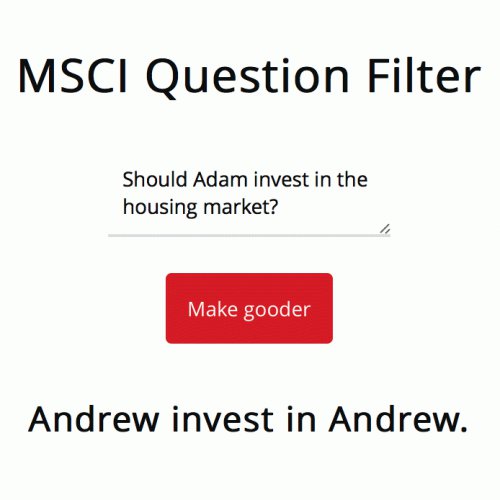 MSCI Question Filter
Should Adam invest in the
housing market?
Make gooder
Andrew invest in Andrew.